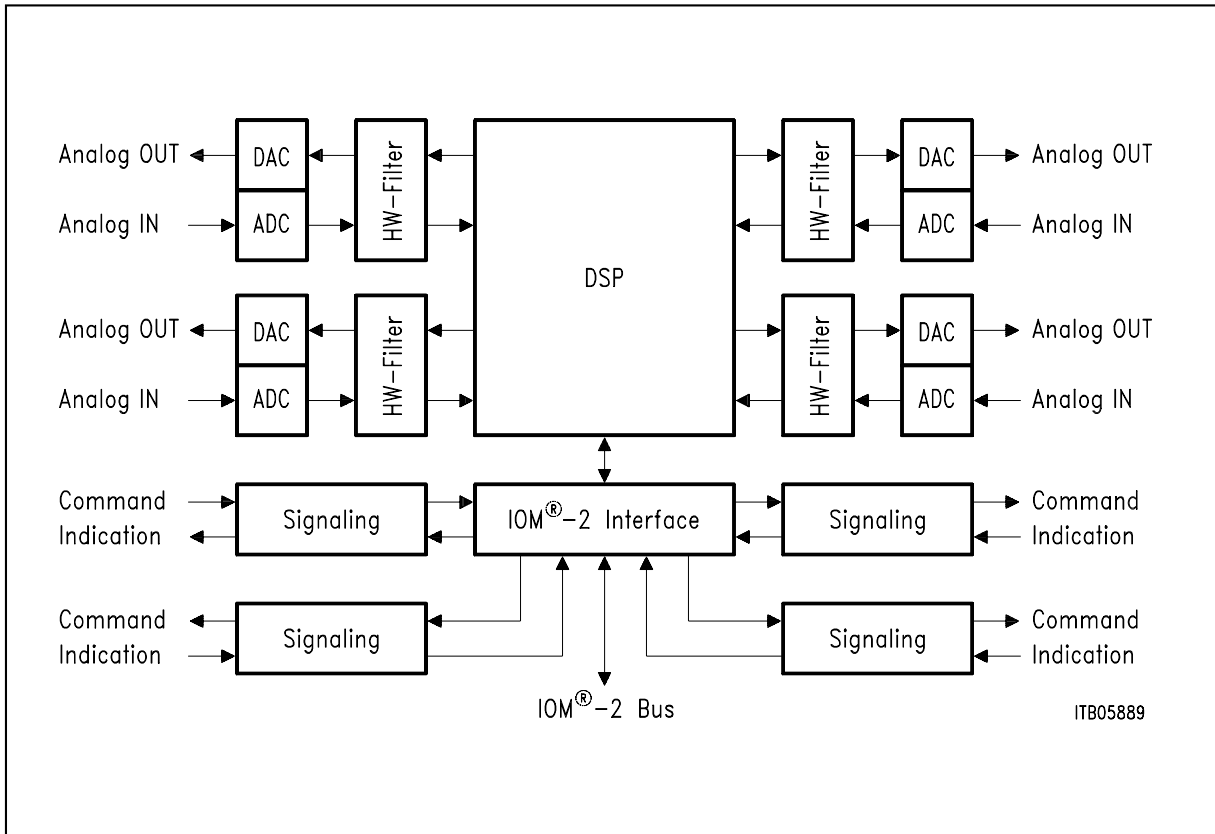 Analog OUT DAC HW-Filter DAC Analog OUT
Analog IN ADC HW-Filter ADC Analog IN
DSP
Analog OUT DAC HW-Filter DAC Analog OUT
Analog IN ADC HW-Filter ADC Analog IN
Command Signaling IOM®-2 Interface Signaling Command
Indication Indication
Command Signaling Signaling Command
Indication Indication
IOM®-2 Bus
ITB05889